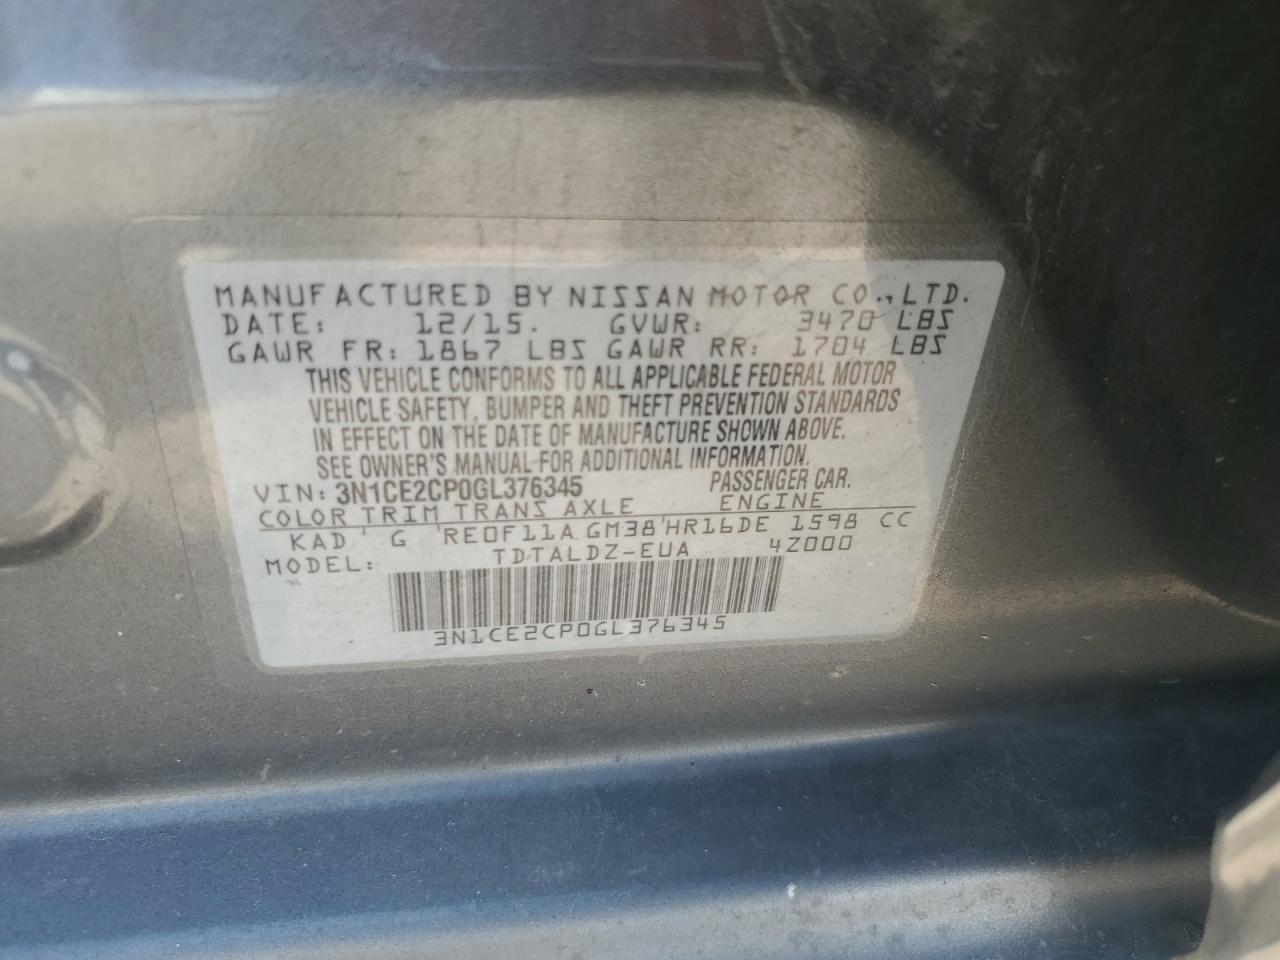 MANUFACTURED BY NISSAN MOTOR CO., LTD.
DATE: 12/15. GVWR: 3470 LBS
GAWR FR: 1867 LBS GAWR RR: 1704 LBS
THIS VEHICLE CONFORMS TO ALL APPLICABLE FEDERAL MOTOR
VEHICLE SAFETY, BUMPER AND THEFT PREVENTION STANDARDS
IN EFFECT ON THE DATE OF MANUFACTURE SHOWN ABOVE.
SEE OWNER'S MANUAL FOR ADDITIONAL INFORMATION.
VIN: 3N1CE2CP0GL376345 PASSENGER CAR.
COLOR TRIM TRANS AXLE ENGINE
KAD G RE0F11A GM38 HR16DE 1598 CC
MODEL: TDTALDZ-EUA 4Z000
3N1CE2CP0GL376345